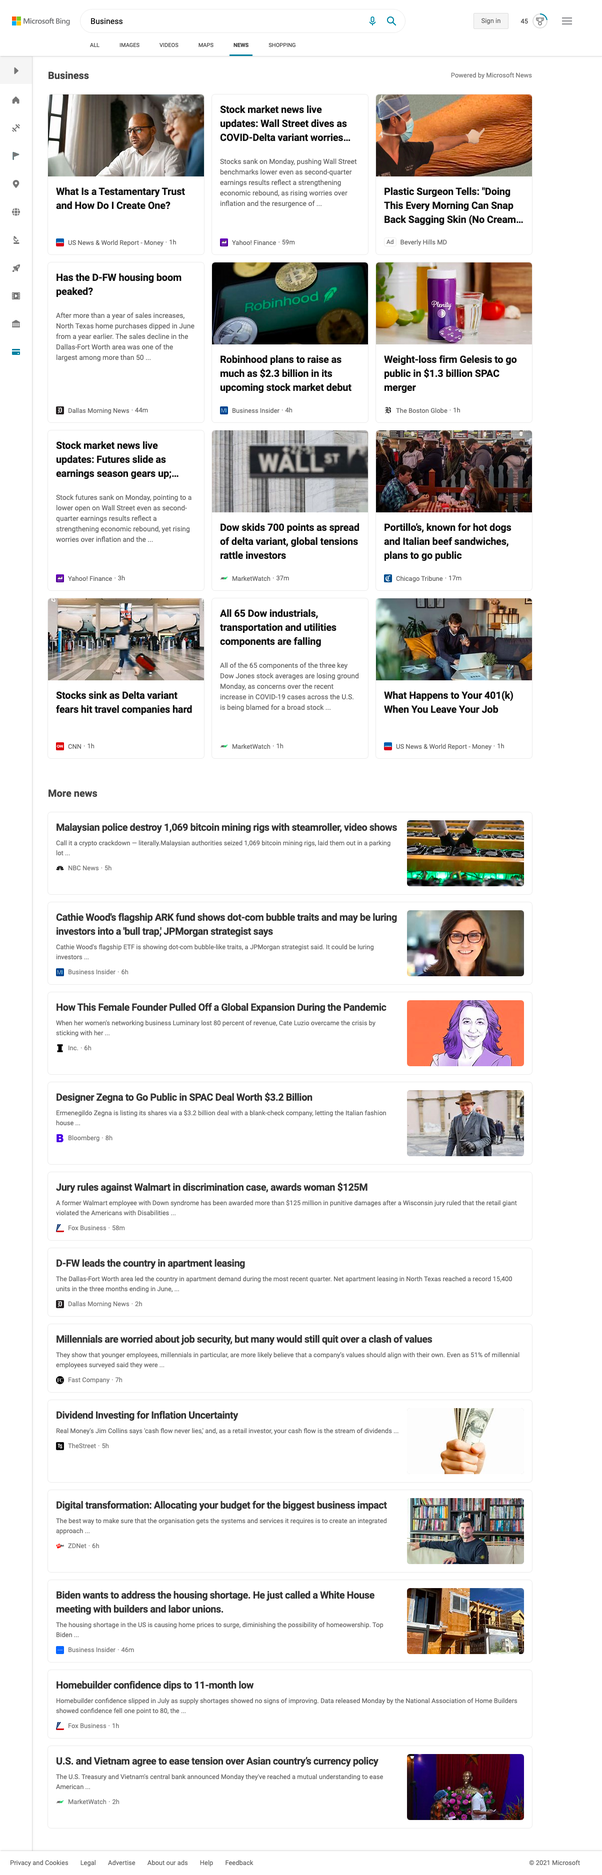 Microsoft Bing
Business
Sign in
45
ALL
IMAGES
VIDEOS
MAPS
NEWS
SHOPPING
Business
Powered by Microsoft News
What Is a Testamentary Trust
and How Do I Create One?
US News & World Report - Money · 1h
Stock market news live
updates: Wall Street dives as
COVID-Delta variant worries...
Stocks sank on Monday, pushing Wall Street
benchmarks lower even as second-quarter
earnings results reflect a strengthening
economic rebound, as rising worries over
inflation and the resurgence of ...
Yahoo! Finance · 59m
Plastic Surgeon Tells: "Doing
This Every Morning Can Snap
Back Sagging Skin (No Cream...
Ad
Beverly Hills MD
Has the D-FW housing boom
peaked?
After more than a year of sales increases,
North Texas home purchases dipped in June
from a year earlier. The sales decline in the
Dallas-Fort Worth area was one of the
largest among more than 50 ...
Dallas Morning News · 44m
Robinhood
Robinhood plans to raise as
much as $2.3 billion in its
upcoming stock market debut
Business Insider · 4h
Plenity
Weight-loss firm Gelesis to go
public in $1.3 billion SPAC
merger
The Boston Globe · 1h
Stock market news live
updates: Futures slide as
earnings season gears up;...
Stock futures sank on Monday, pointing to a
lower open on Wall Street even as second-
quarter earnings results reflect a
strengthening economic rebound, yet rising
worries over inflation and the ...
Yahoo! Finance · 3h
WALL ST
Dow skids 700 points as spread
of delta variant, global tensions
rattle investors
MarketWatch · 37m
Portillo's, known for hot dogs
and Italian beef sandwiches,
plans to go public
Chicago Tribune · 17m
Stocks sink as Delta variant
fears hit travel companies hard
CNN · 1h
All 65 Dow industrials,
transportation and utilities
components are falling
All of the 65 components of the three key
Dow Jones stock averages are losing ground
Monday, as concerns over the recent
increase in COVID-19 cases across the U.S.
is being blamed for a broad stock ...
MarketWatch · 1h
What Happens to Your 401(k)
When You Leave Your Job
US News & World Report - Money · 1h
More news
Malaysian police destroy 1,069 bitcoin mining rigs with steamroller, video shows
Call it a crypto crackdown — literally.Malaysian authorities seized 1,069 bitcoin mining rigs, laid them out in a parking
lot ...
NBC News · 5h
Cathie Wood's flagship ARK fund shows dot-com bubble traits and may be luring
investors into a 'bull trap,' JPMorgan strategist says
Cathie Wood's flagship ETF is showing dot-com bubble-like traits, a JPMorgan strategist said. It could be luring
investors ...
Business Insider · 6h
How This Female Founder Pulled Off a Global Expansion During the Pandemic
When her women's networking business Luminary lost 80 percent of revenue, Cate Luzio overcame the crisis by
sticking with her ...
Inc. · 6h
Designer Zegna to Go Public in SPAC Deal Worth $3.2 Billion
Ermenegildo Zegna is listing its shares via a $3.2 billion deal with a blank-check company, letting the Italian fashion
house ...
Bloomberg · 8h
Jury rules against Walmart in discrimination case, awards woman $125M
A former Walmart employee with Down syndrome has been awarded more than $125 million in punitive damages after a Wisconsin jury ruled that the retail giant
violated the Americans with Disabilities ...
Fox Business · 58m
D-FW leads the country in apartment leasing
The Dallas-Fort Worth area led the country in apartment demand during the most recent quarter. Net apartment leasing in North Texas reached a record 15,400
units in the three months ending in June, ...
Dallas Morning News · 2h
Millennials are worried about job security, but many would still quit over a clash of values
They show that younger employees, millennials in particular, are more likely believe that a company's values should align with their own. Even as 51% of millennial
employees surveyed said they were ...
Fast Company · 7h
Dividend Investing for Inflation Uncertainty
Real Money's Jim Collins says 'cash flow never lies,' and, as a retail investor, your cash flow is the stream of dividends ...
TheStreet · 5h
Digital transformation: Allocating your budget for the biggest business impact
The best way to make sure that the organisation gets the systems and services it requires is to create an integrated
approach ...
ZDNet · 6h
Biden wants to address the housing shortage. He just called a White House
meeting with builders and labor unions.
The housing shortage in the US is causing home prices to surge, diminishing the possibility of homeownership. Top
Biden ...
Business Insider · 46m
Homebuilder confidence dips to 11-month low
Homebuilder confidence slipped in July as supply shortages showed no signs of improving. Data released Monday by the National Association of Home Builders
showed confidence fell one point to 80, the ...
Fox Business · 1h
U.S. and Vietnam agree to ease tension over Asian country's currency policy
The U.S. Treasury and Vietnam's central bank announced Monday they've reached a mutual understanding to ease
American ...
MarketWatch · 2h
Privacy and Cookies
Legal
Advertise
About our ads
Help
Feedback
© 2021 Microsoft